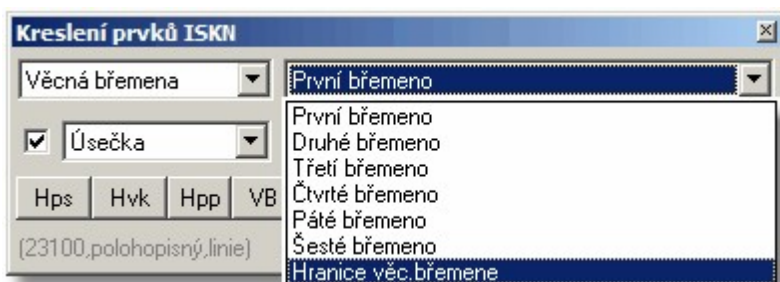 Kreslení prvků ISKN
Věcná břemena První břemeno
První břemeno
Úsečka Druhé břemeno
Třetí břemeno
Hps Hvk Hpp VB Čtvrté břemeno
Páté břemeno
(23100,polohopisný,linie) Šesté břemeno
Hranice věc.břemene